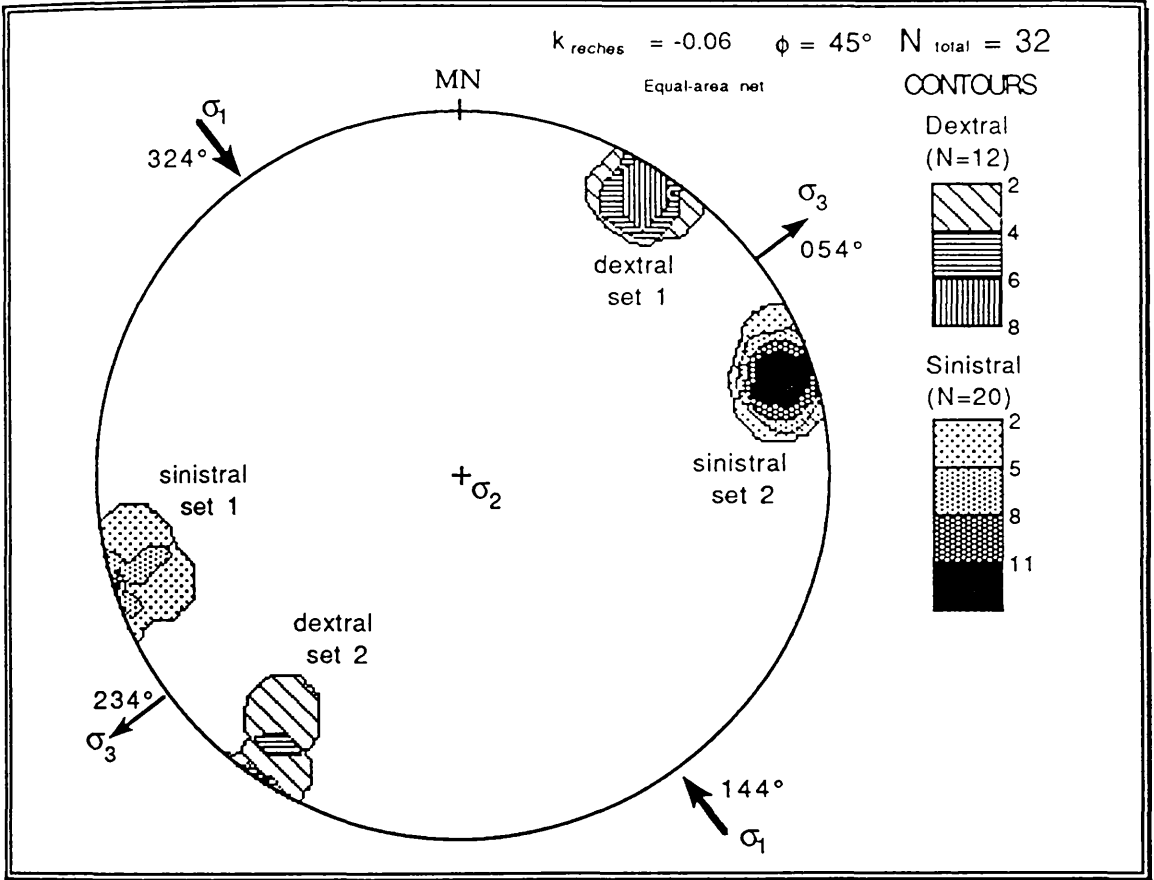 k reches = -0.06 φ = 45° N total = 32
Equal-area net
CONTOURS
MN
σ1
324°
Dextral
(N=12)
2
4
6
8
σ3
054°
dextral
set 1
Sinistral
(N=20)
2
5
8
11
sinistral
set 2
sinistral
set 1
σ2
dextral
set 2
234°
σ3
144°
σ1